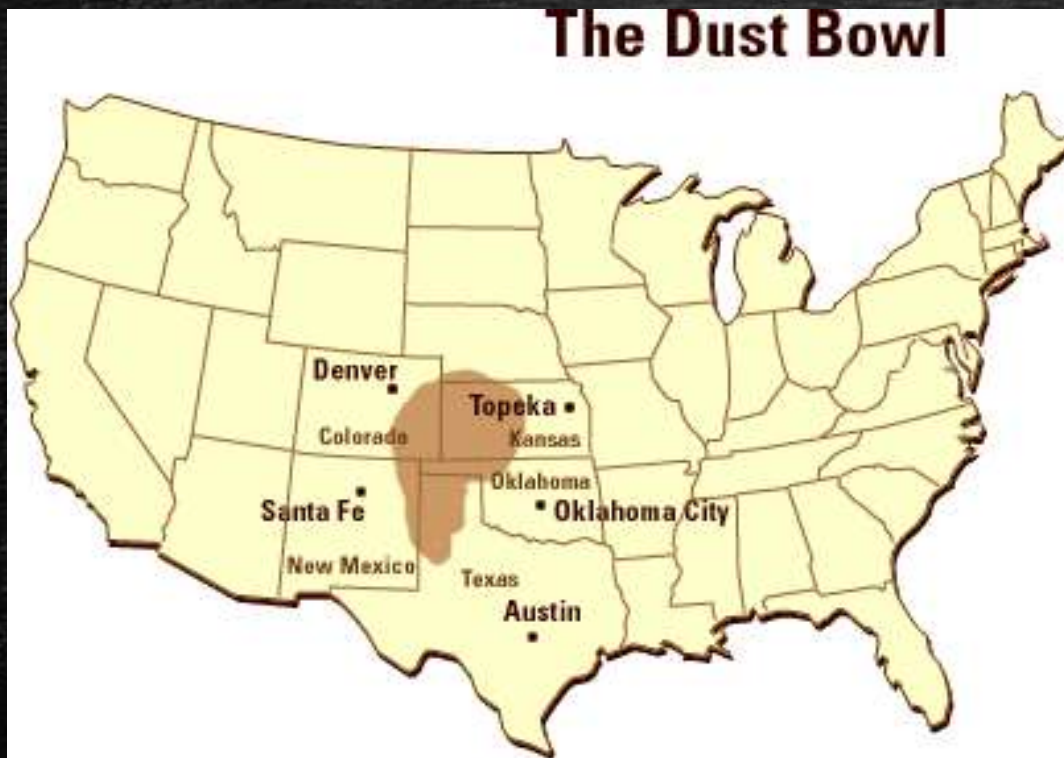 The Dust Bowl
Denver
Topeka
Colorado
Kansas
Oklahoma
Santa Fe
Oklahoma City
New Mexico
Texas
Austin